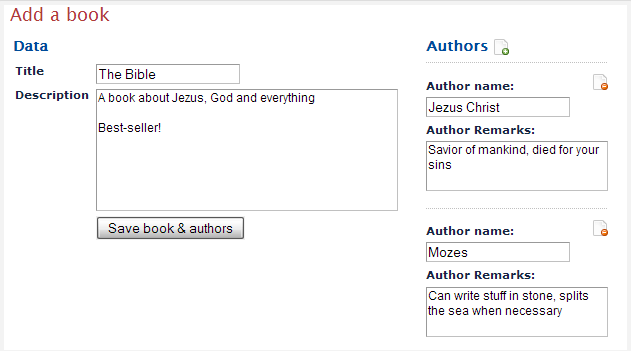 Add a book
Data
Title
The Bible
Description
A book about Jezus, God and everything
Best-seller!
Save book & authors
Authors
Author name:
Jezus Christ
Author Remarks:
Savior of mankind, died for your
sins
Author name:
Mozes
Author Remarks:
Can write stuff in stone, splits
the sea when necessary